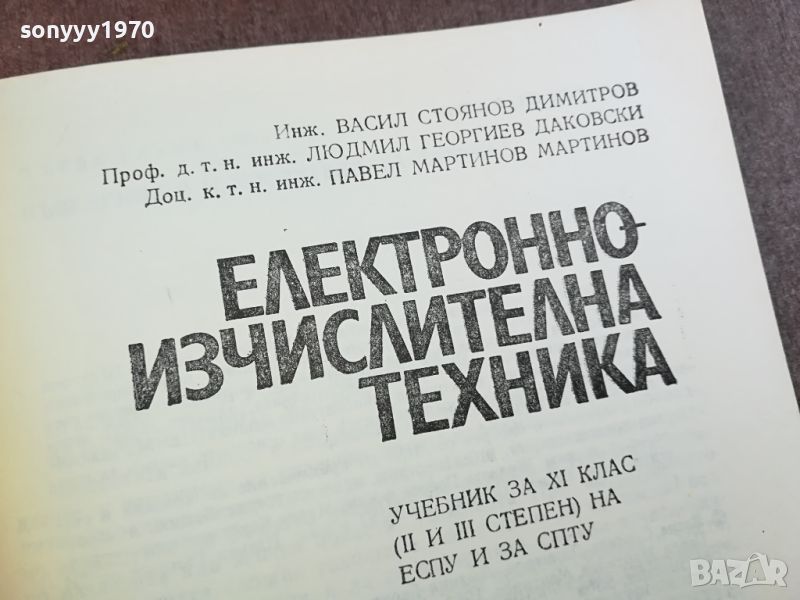 sonyyy1970
Инж. ВАСИЛ СТОЯНОВ ДИМИТРОВ
Проф. д. т. н. инж. ЛЮДМИЛ ГЕОРГИЕВ ДАКОВСКИ
Доц. к. т. н. инж. ПАВЕЛ МАРТИНОВ МАРТИНОВ
ЕЛЕКТРОННО-
ИЗЧИСЛИТЕЛНА
ТЕХНИКА
УЧЕБНИК ЗА XI КЛАС
(II И III СТЕПЕН) НА
ЕСПУ И ЗА СПТУ
BAZAR